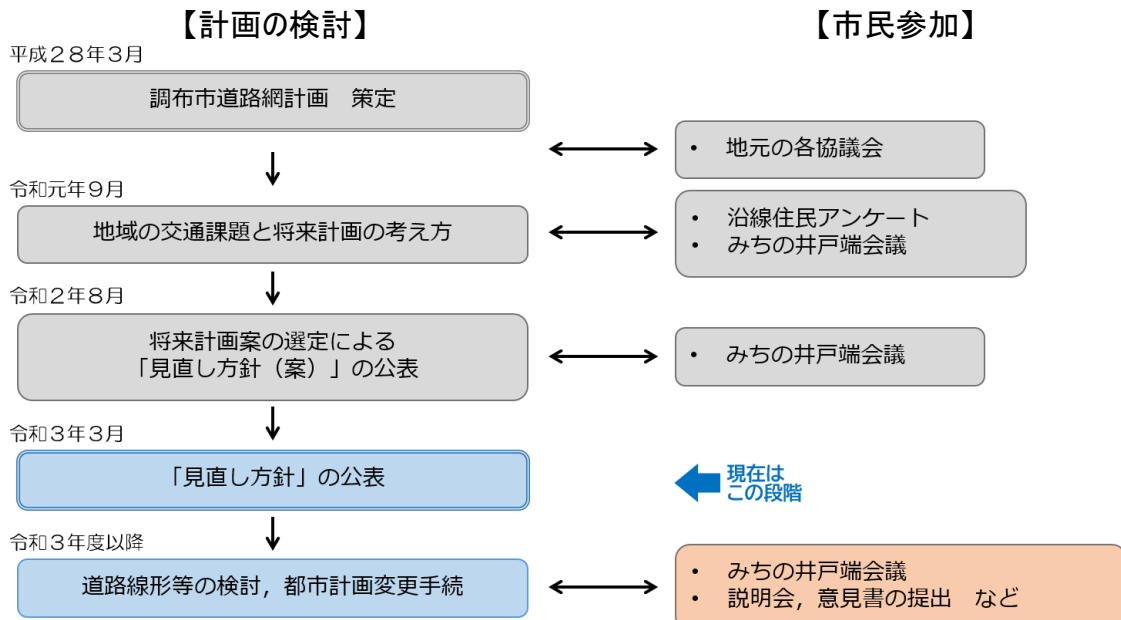 【計画の検討】
【市民参加】
平成２８年３月
調布市道路網計画　策定
• 地元の各協議会
令和元年９月
地域の交通課題と将来計画の考え方
• 沿線住民アンケート
• みちの井戸端会議
令和２年８月
将来計画案の選定による
「見直し方針（案）」の公表
• みちの井戸端会議
令和３年３月
「見直し方針」の公表
現在は
この段階
令和３年度以降
道路線形等の検討，都市計画変更手続
• みちの井戸端会議
• 説明会，意見書の提出　など